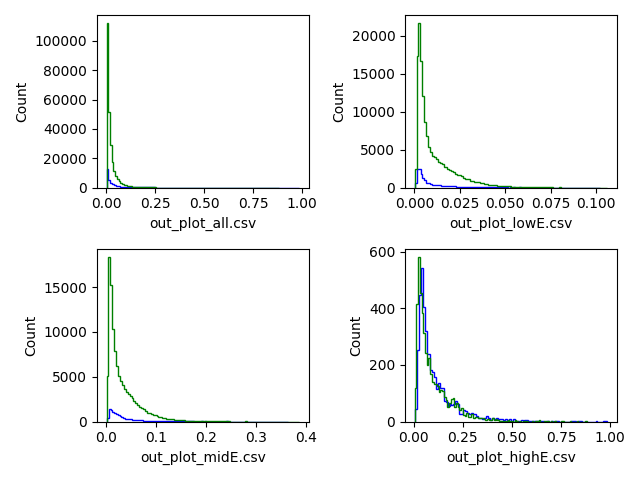 100000
80000
60000
40000
20000
0
Count
0.00 0.25 0.50 0.75 1.00
out_plot_all.csv
20000
15000
10000
5000
0
Count
0.000 0.025 0.050 0.075 0.100
out_plot_lowE.csv
15000
10000
5000
0
Count
0.0 0.1 0.2 0.3 0.4
out_plot_midE.csv
600
400
200
0
Count
0.00 0.25 0.50 0.75 1.00
out_plot_highE.csv